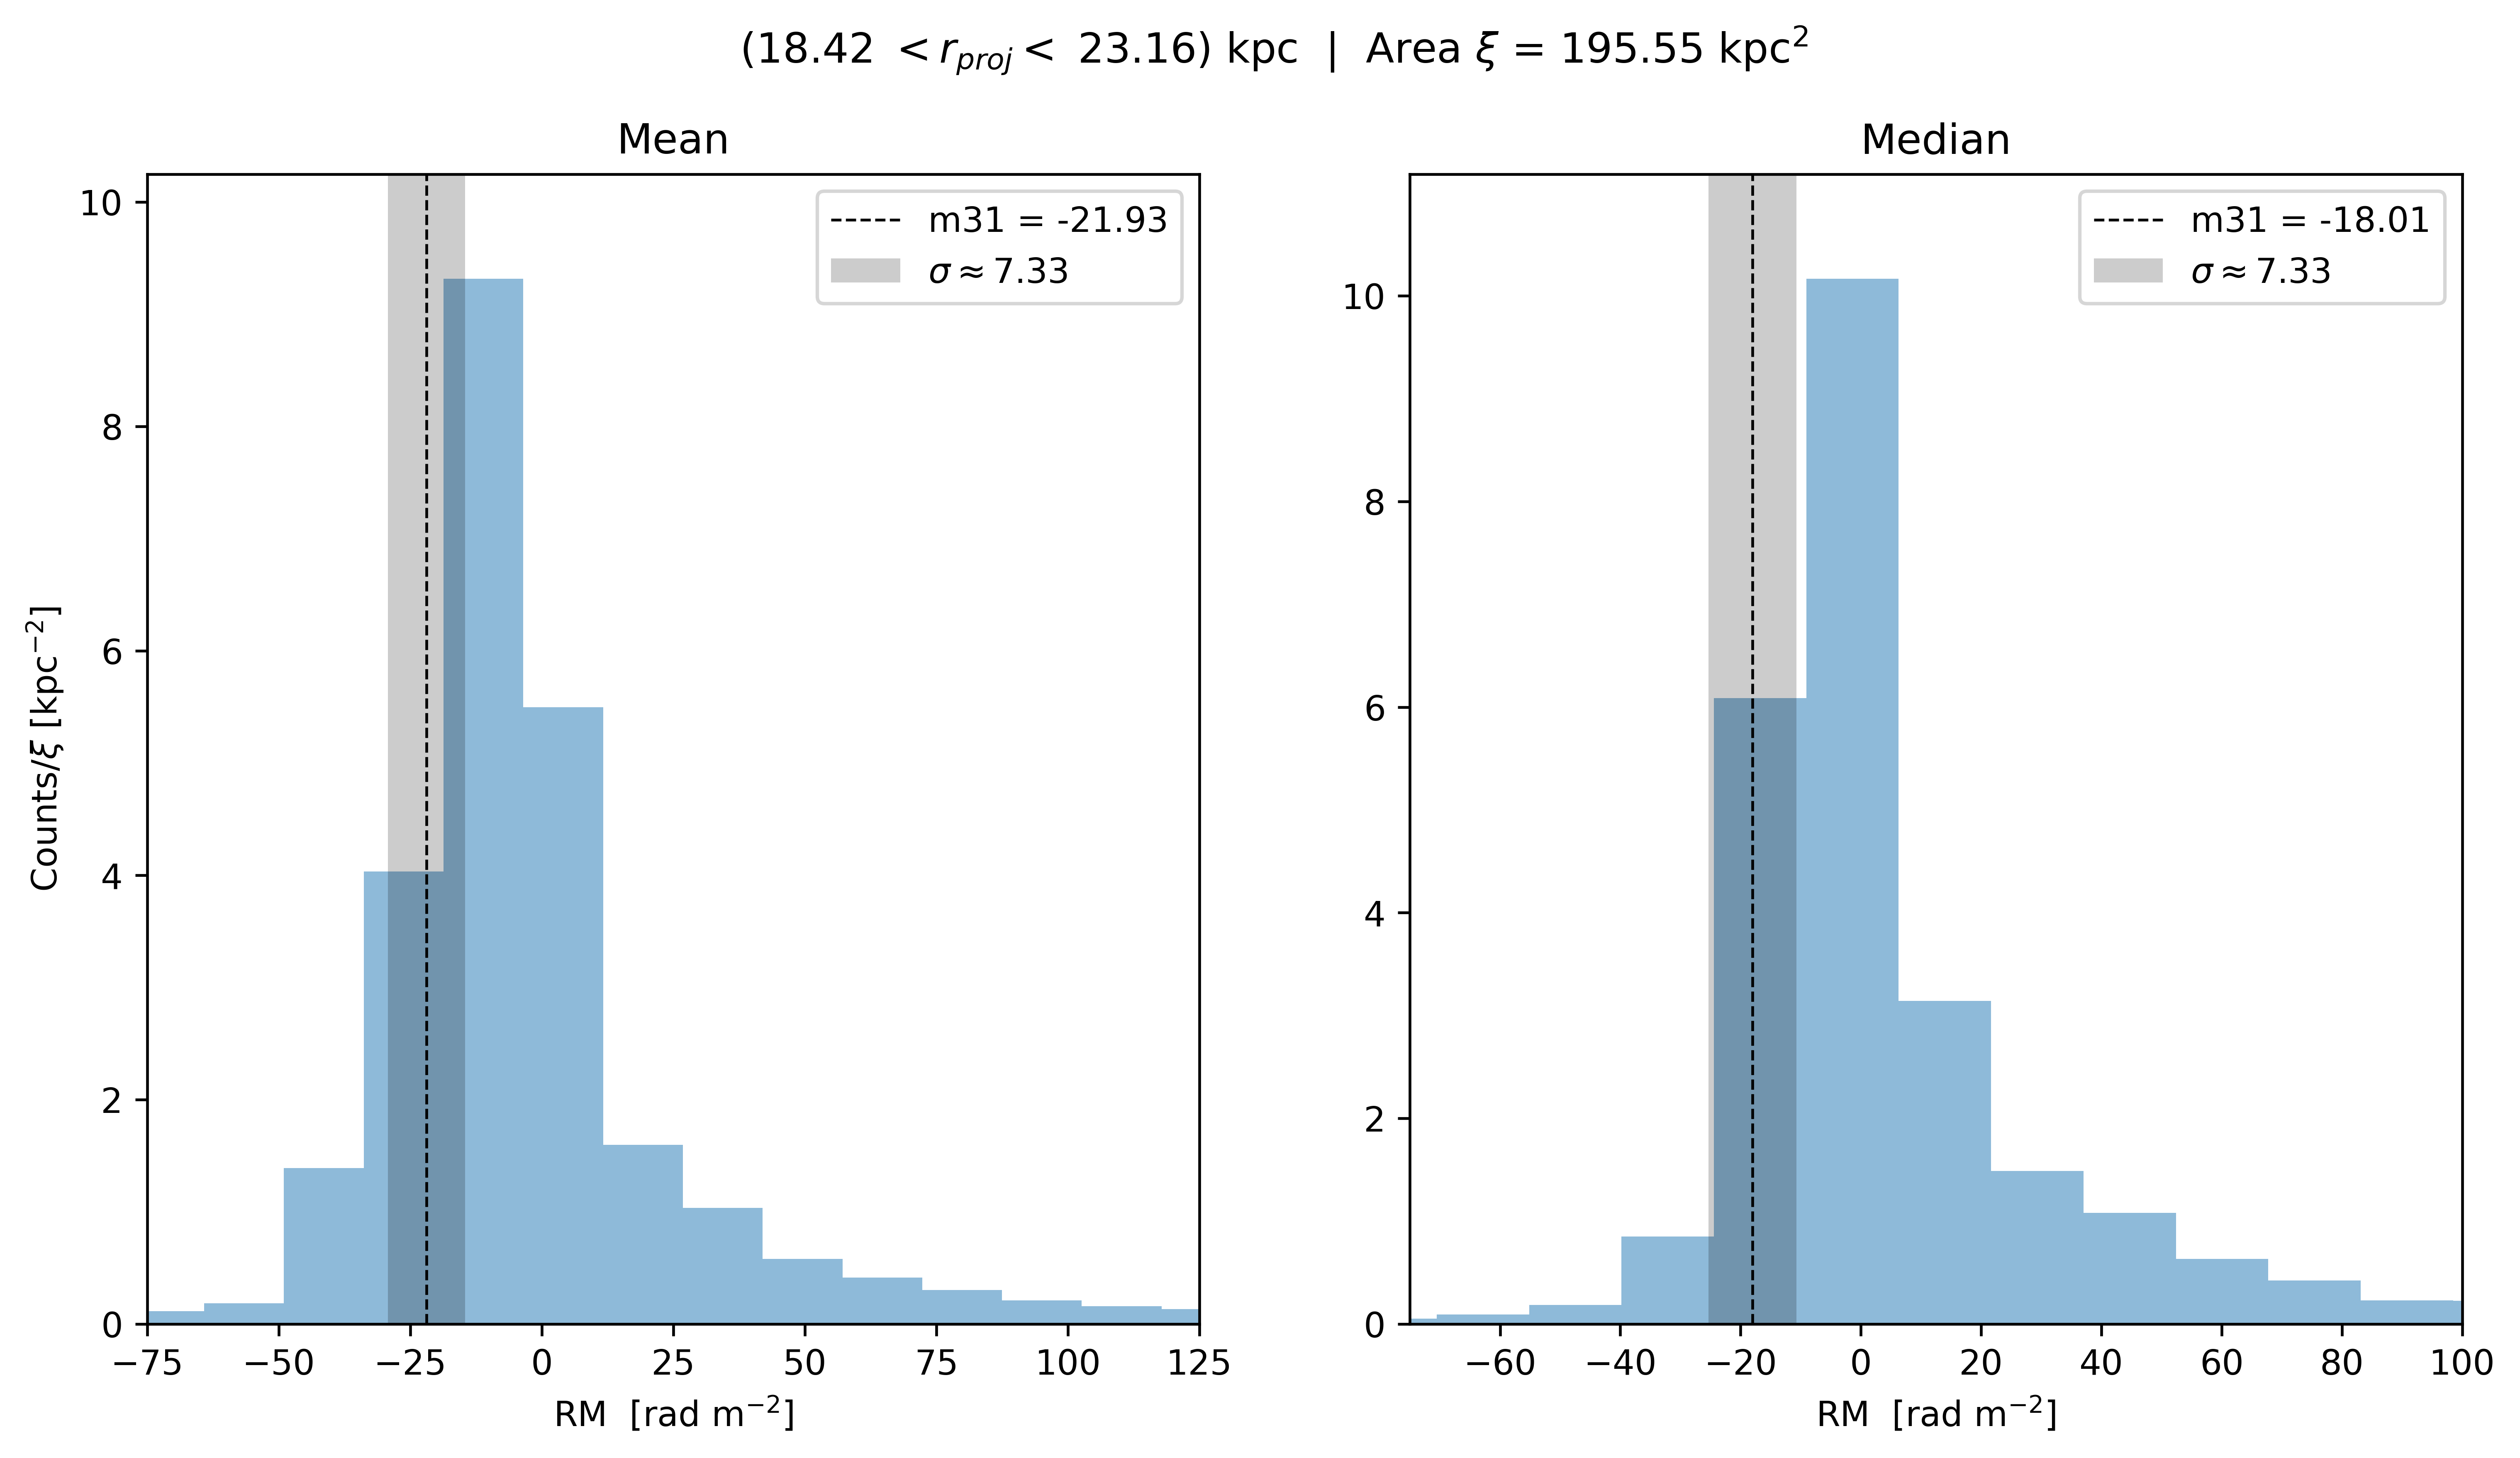 (18.42 < r_proj < 23.16) kpc | Area ξ = 195.55 kpc²
Mean
m31 = -21.93
σ ≈ 7.33
10
8
6
4
2
0
Counts/ξ [kpc⁻²]
−75 −50 −25 0 25 50 75 100 125
RM [rad m⁻²]
Median
m31 = -18.01
σ ≈ 7.33
10
8
6
4
2
0
−60 −40 −20 0 20 40 60 80 100
RM [rad m⁻²]